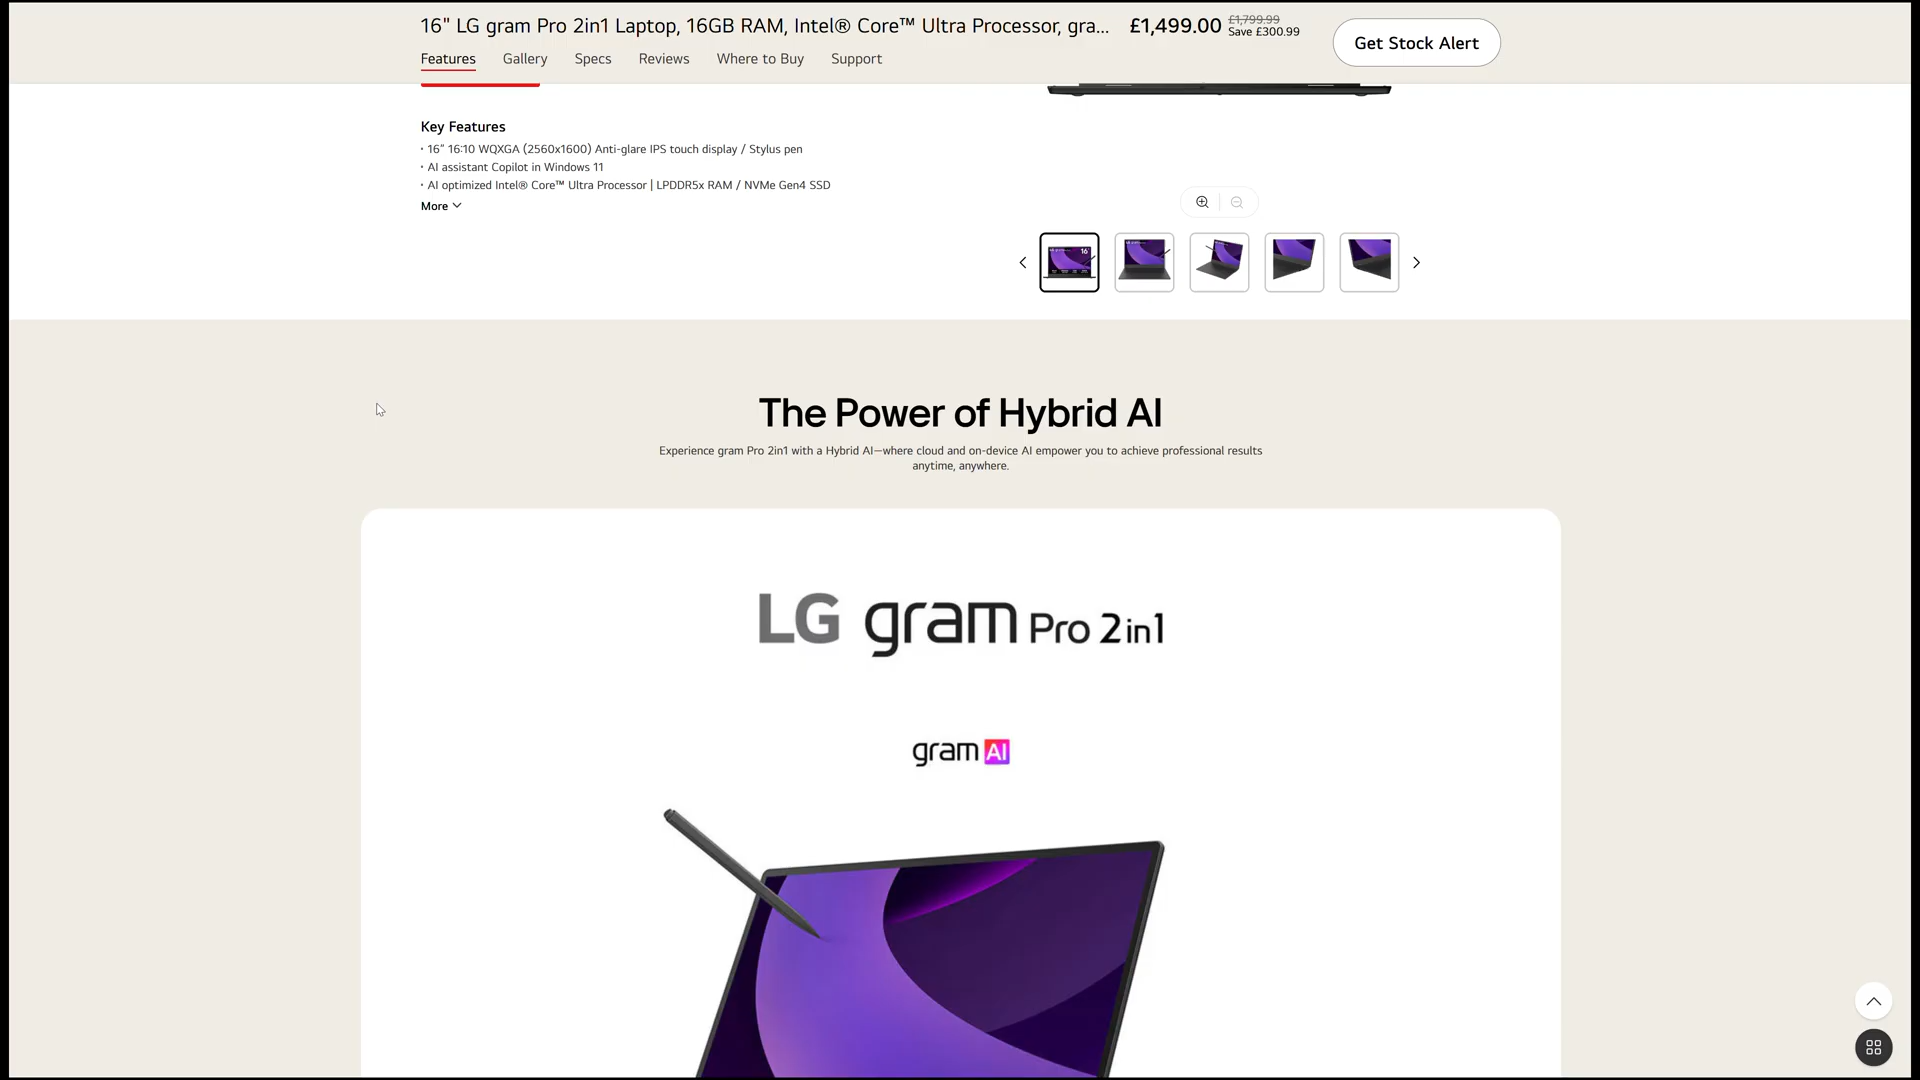 16" LG gram Pro 2in1 Laptop, 16GB RAM, Intel® Core™ Ultra Processor, gra...
£1,499.00
£1,799.99
Save £300.99
Get Stock Alert
Features
Gallery
Specs
Reviews
Where to Buy
Support
Key Features
· 16” 16:10 WQXGA (2560x1600) Anti-glare IPS touch display / Stylus pen
· AI assistant Copilot in Windows 11
· AI optimized Intel® Core™ Ultra Processor | LPDDR5x RAM / NVMe Gen4 SSD
More
The Power of Hybrid AI
Experience gram Pro 2in1 with a Hybrid AI—where cloud and on-device AI empower you to achieve professional results
anytime, anywhere.
LG gram Pro 2in1
gram AI